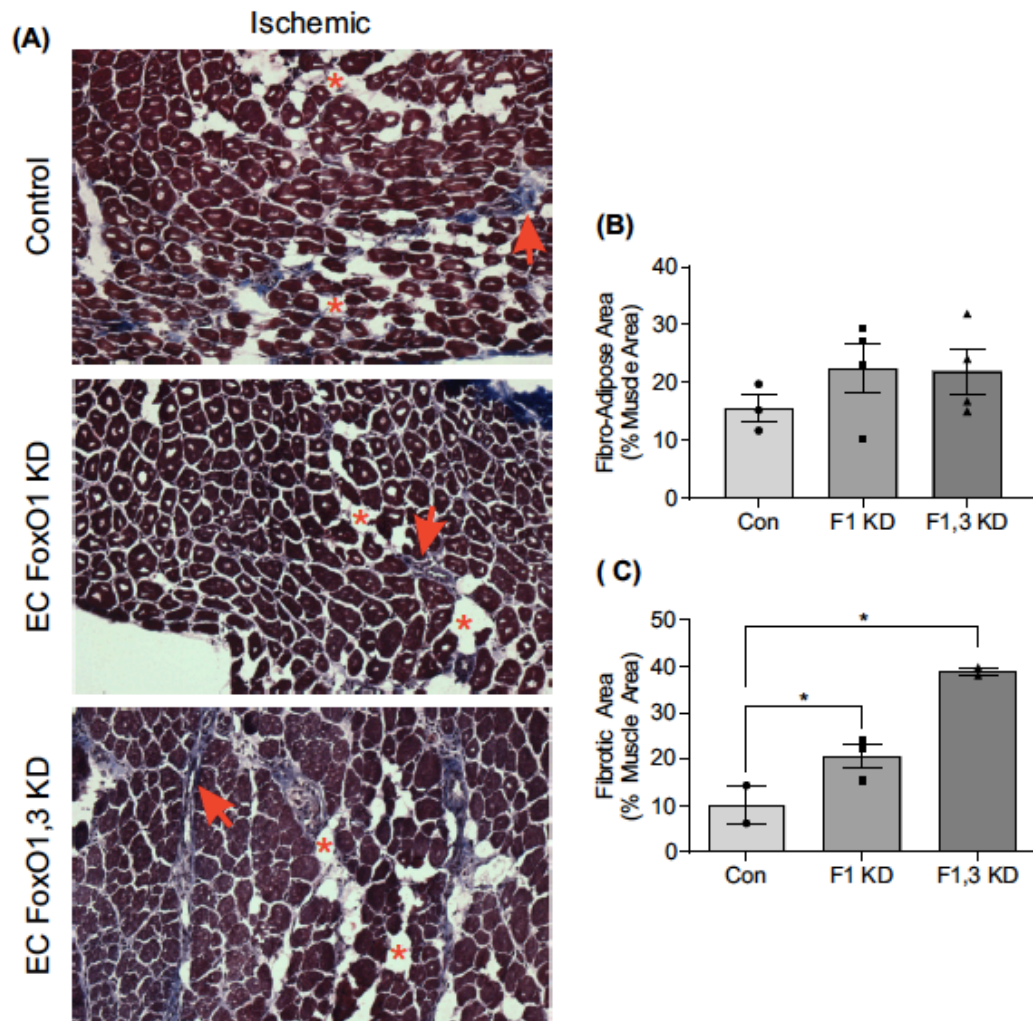 Ischemic
(A)
Control
EC FoxO1 KD
EC FoxO1,3 KD
*
*
*
*
*
*
(B)
Fibro-Adipose Area
(% Muscle Area)
40
30
20
10
0
Con F1 KD F1,3 KD
( C)
Fibrotic Area
(% Muscle Area)
50
40
30
20
10
0
*
*
Con F1 KD F1,3 KD